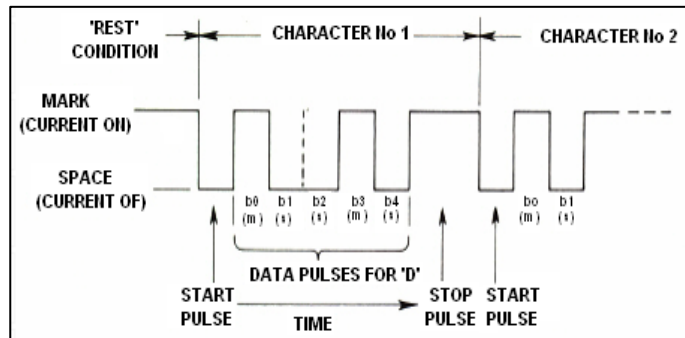 'REST'
CONDITION
CHARACTER No 1
CHARACTER No 2
MARK
(CURRENT ON)
SPACE
(CURRENT OF)
b0 b1 b2 b3 b4 bo b1
(m) (s) (s) (m) (s) (m) (s)
DATA PULSES FOR 'D'
START
PULSE
TIME
STOP
PULSE
START
PULSE